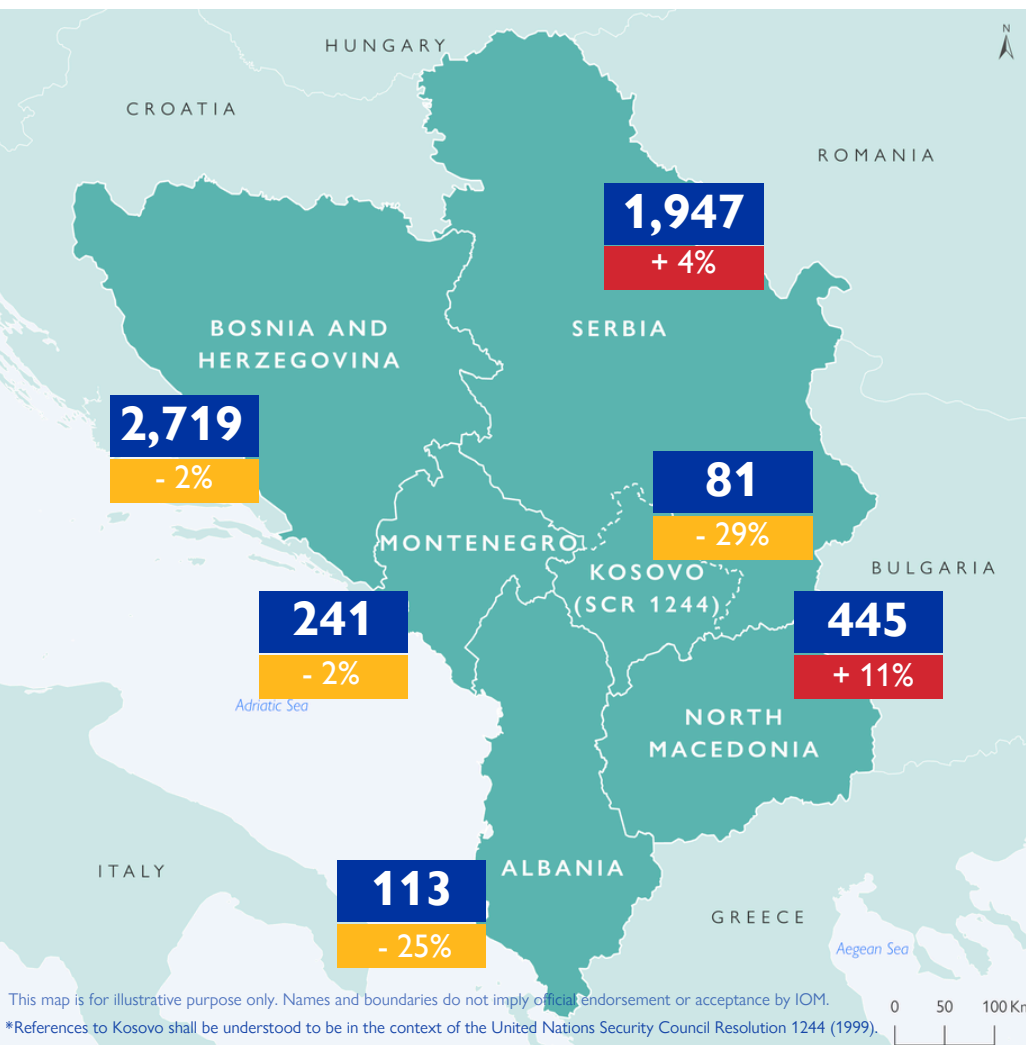 N
HUNGARY
CROATIA
ROMANIA
1,947
+ 4%
BOSNIA AND
HERZEGOVINA
SERBIA
2,719
- 2%
81
- 29%
MONTENEGRO
KOSOVO
(SCR 1244)
BULGARIA
241
- 2%
445
+ 11%
Adriatic Sea
NORTH
MACEDONIA
ITALY
ALBANIA
113
- 25%
GREECE
Aegean Sea
This map is for illustrative purpose only. Names and boundaries do not imply official endorsement or acceptance by IOM.
0 50 100 Km
*References to Kosovo shall be understood to be in the context of the United Nations Security Council Resolution 1244 (1999).